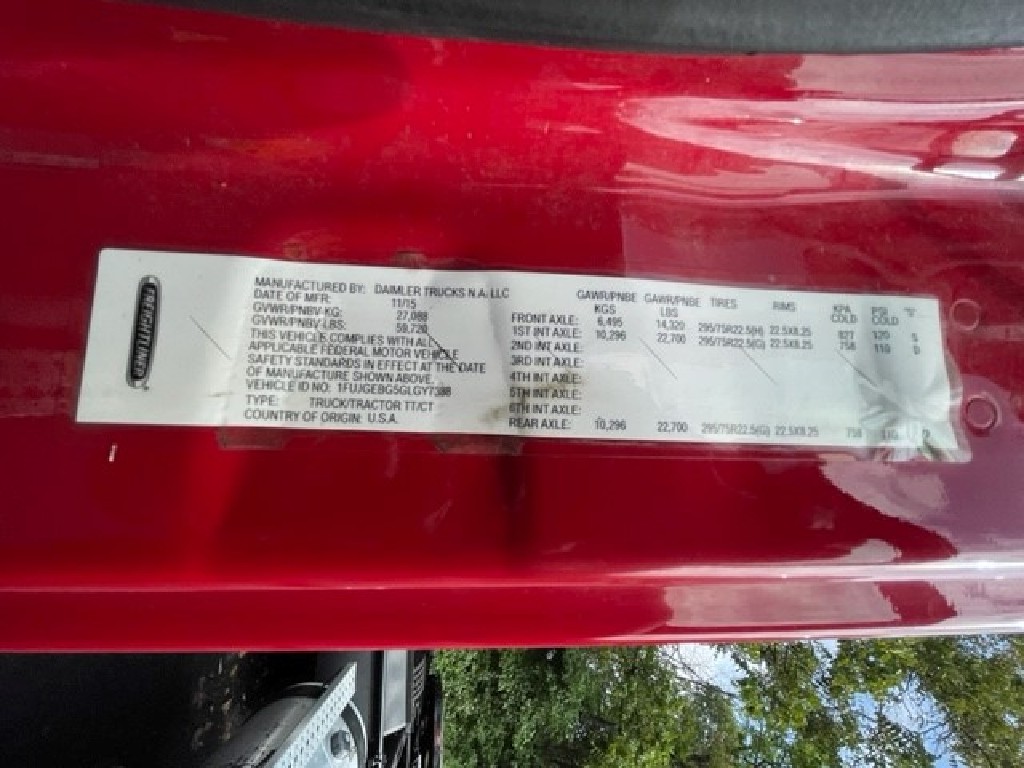 FREIGHTLINER
MANUFACTURED BY: DAIMLER TRUCKS N.A. LLC
DATE OF MFR: 11/15
GVWR/PNBV-KG: 27,088
GVWR/PNBV-LBS: 59,720
THIS VEHICLE COMPLIES WITH ALL
APPLICABLE FEDERAL MOTOR VEHICLE
SAFETY STANDARDS IN EFFECT AT THE DATE
OF MANUFACTURE SHOWN ABOVE.
VEHICLE ID NO: 1FUJGEBG5GLGY7388
TYPE: TRUCK/TRACTOR TT/CT
COUNTRY OF ORIGIN: U.S.A.
GAWR/PNBE GAWR/PNBE TIRES RIMS KPA PSI
KGS LBS COLD COLD
FRONT AXLE: 6,495 14,320 295/75R22.5(H) 22.5X8.25 827 120 S
1ST INT AXLE: 10,296 22,700 295/75R22.5(G) 22.5X8.25 758 110 D
2ND INT AXLE:
3RD INT AXLE:
4TH INT AXLE:
5TH INT AXLE:
6TH INT AXLE:
REAR AXLE: 10,296 22,700 295/75R22.5(G) 22.5X8.25 758 110